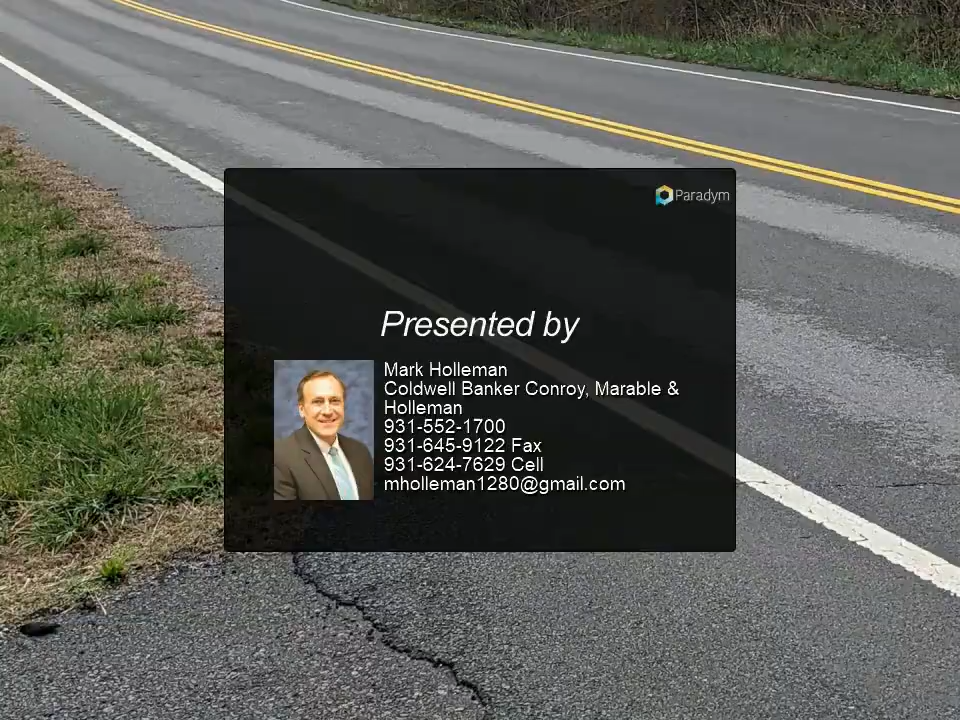 Paradym
Presented by
Mark Holleman
Coldwell Banker Conroy, Marable &
Holleman
931-552-1700
931-645-9122 Fax
931-624-7629 Cell
mholleman1280@gmail.com